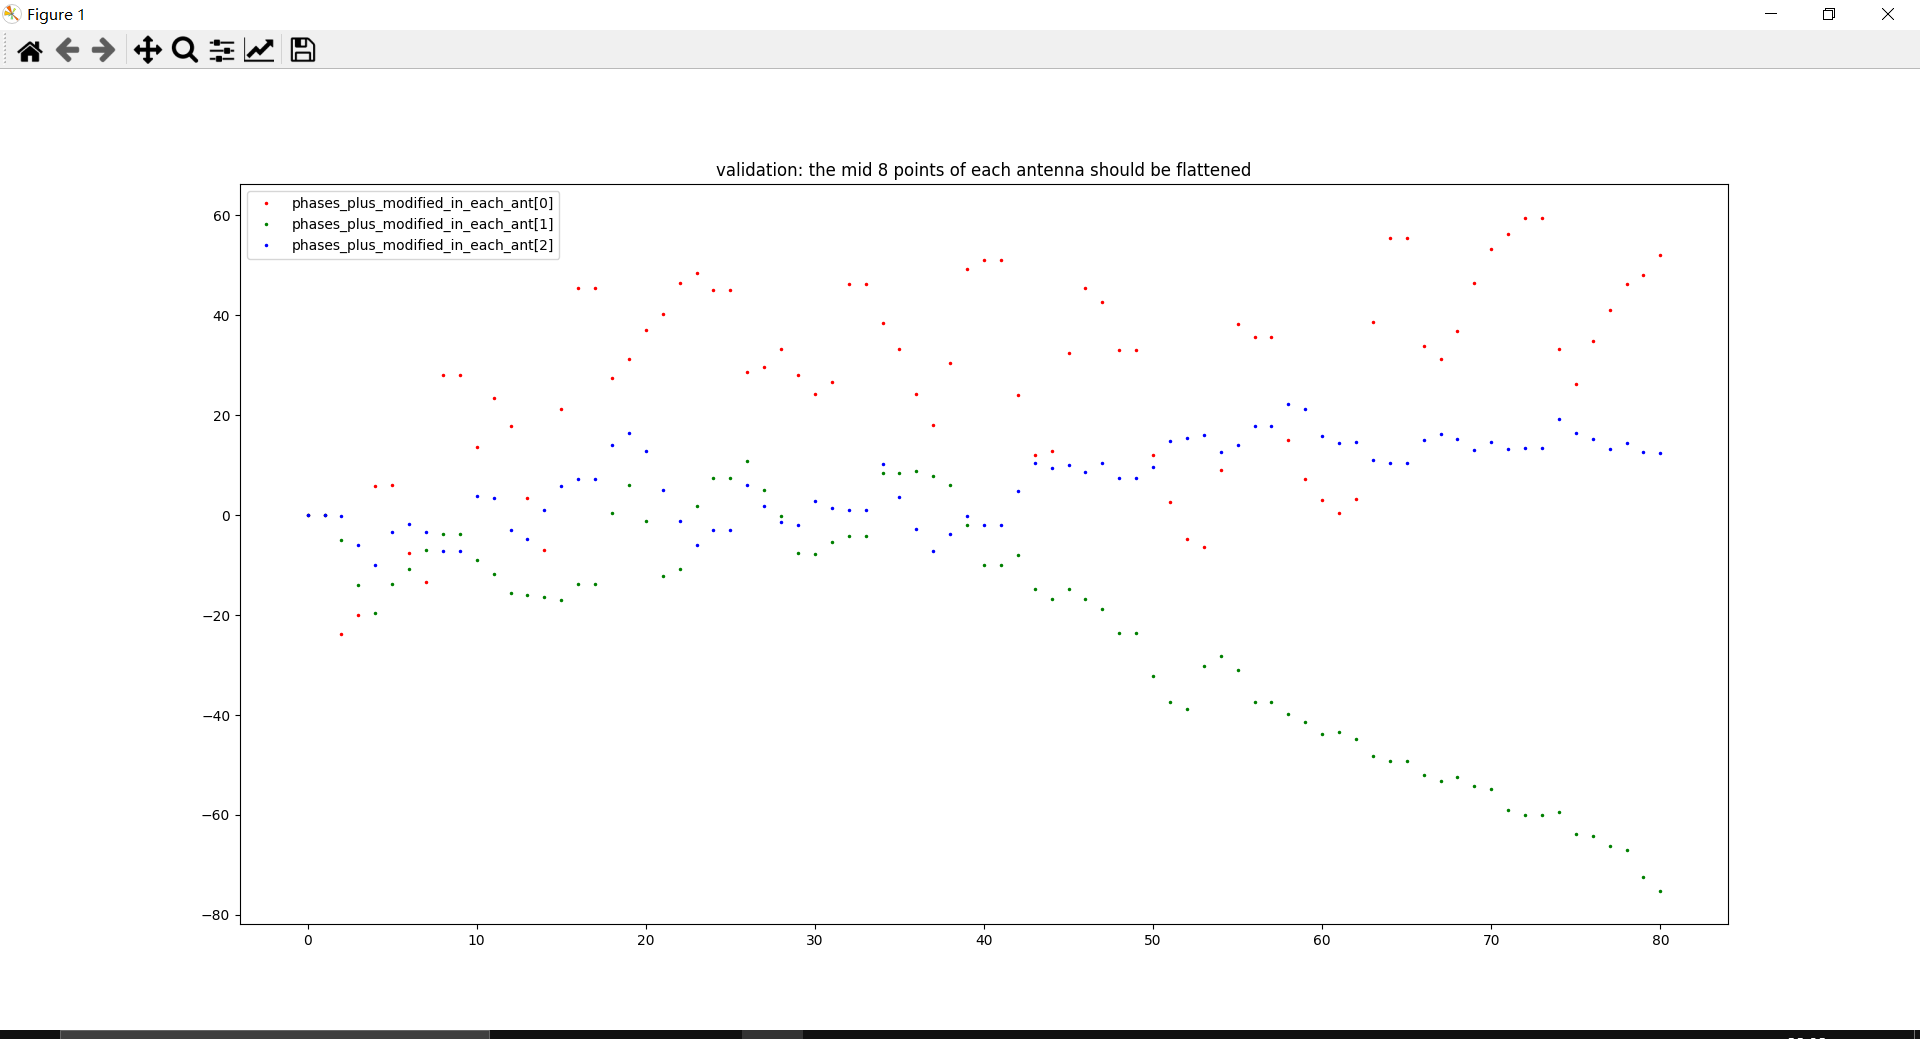 Figure 1
validation: the mid 8 points of each antenna should be flattened
phases_plus_modified_in_each_ant[0]
phases_plus_modified_in_each_ant[1]
phases_plus_modified_in_each_ant[2]
60
40
20
0
−20
−40
−60
−80
0 10 20 30 40 50 60 70 80